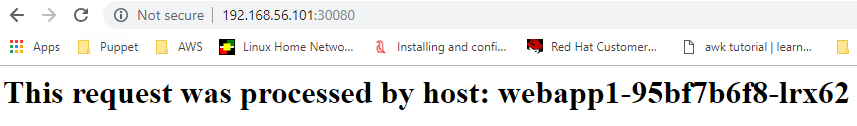 Not secure | 192.168.56.101:30080
Apps Puppet AWS Linux Home Netwo... Installing and confi... Red Hat Customer... awk tutorial | learn...
This request was processed by host: webapp1-95bf7b6f8-lrx62